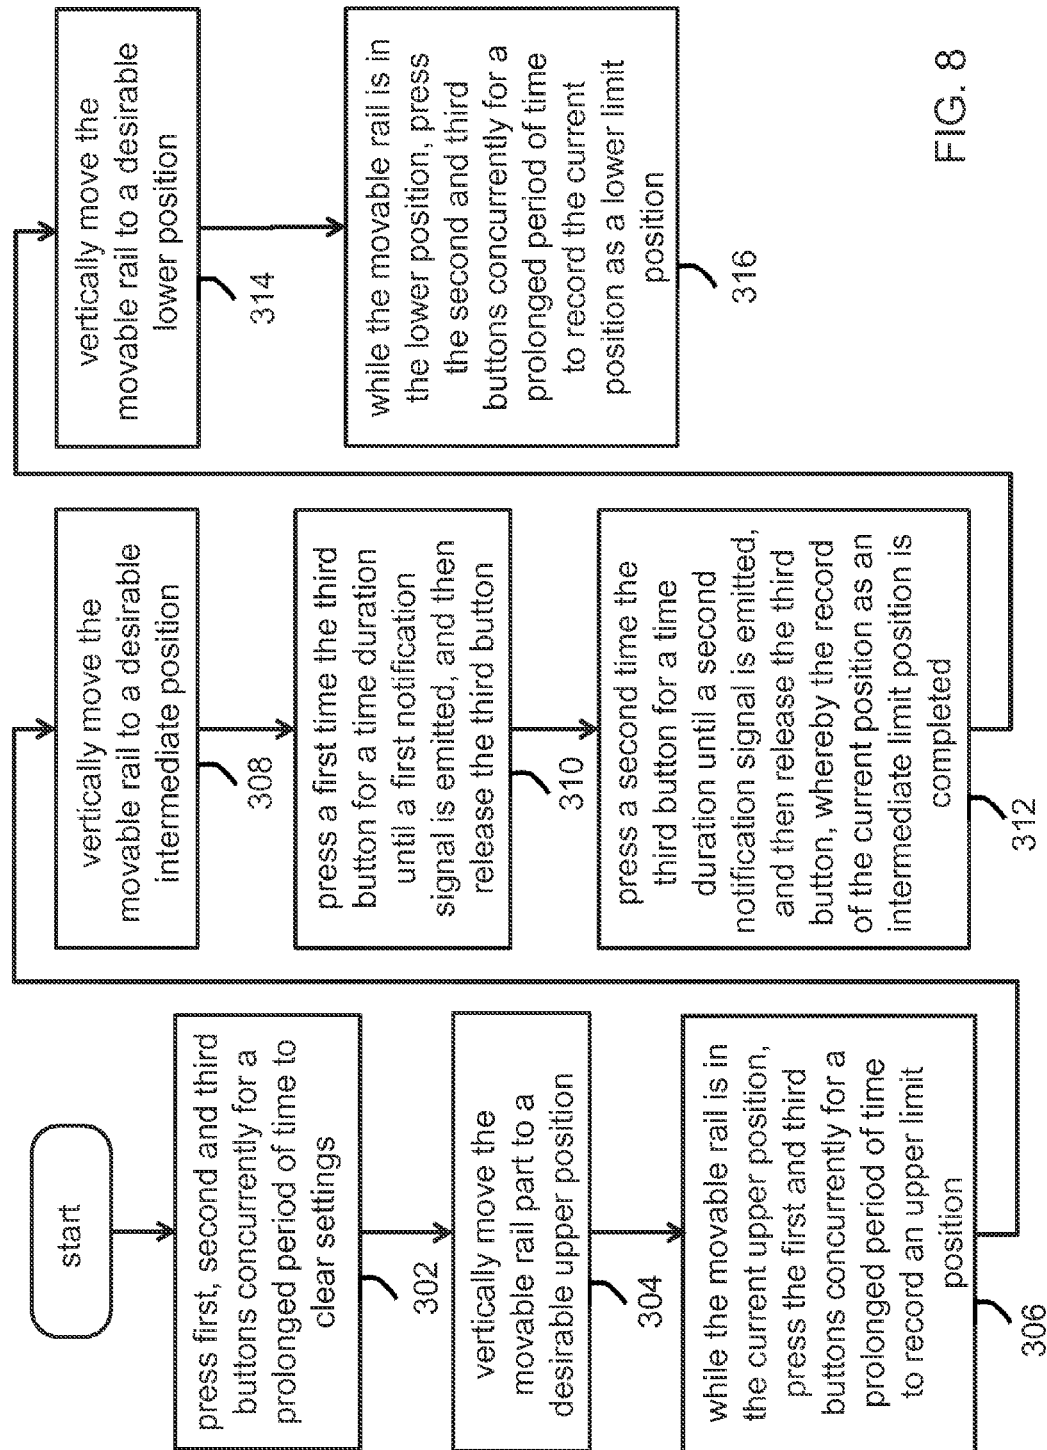 start
press first, second and third
buttons concurrently for a
prolonged period of time to
clear settings
302
vertically move the
movable rail part to a
desirable upper position
304
while the movable rail is in
the current upper position,
press the first and third
buttons concurrently for a
prolonged period of time
to record an upper limit
position
306
vertically move the
movable rail to a desirable
intermediate position
308
press a first time the third
button for a time duration
until a first notification
signal is emitted, and then
release the third button
310
press a second time the
third button for a time
duration until a second
notification signal is emitted,
and then release the third
button, whereby the record
of the current position as an
intermediate limit position is
completed
312
vertically move the
movable rail to a desirable
lower position
314
while the movable rail is in
the lower position, press
the second and third
buttons concurrently for a
prolonged period of time
to record the current
position as a lower limit
position
316
FIG. 8